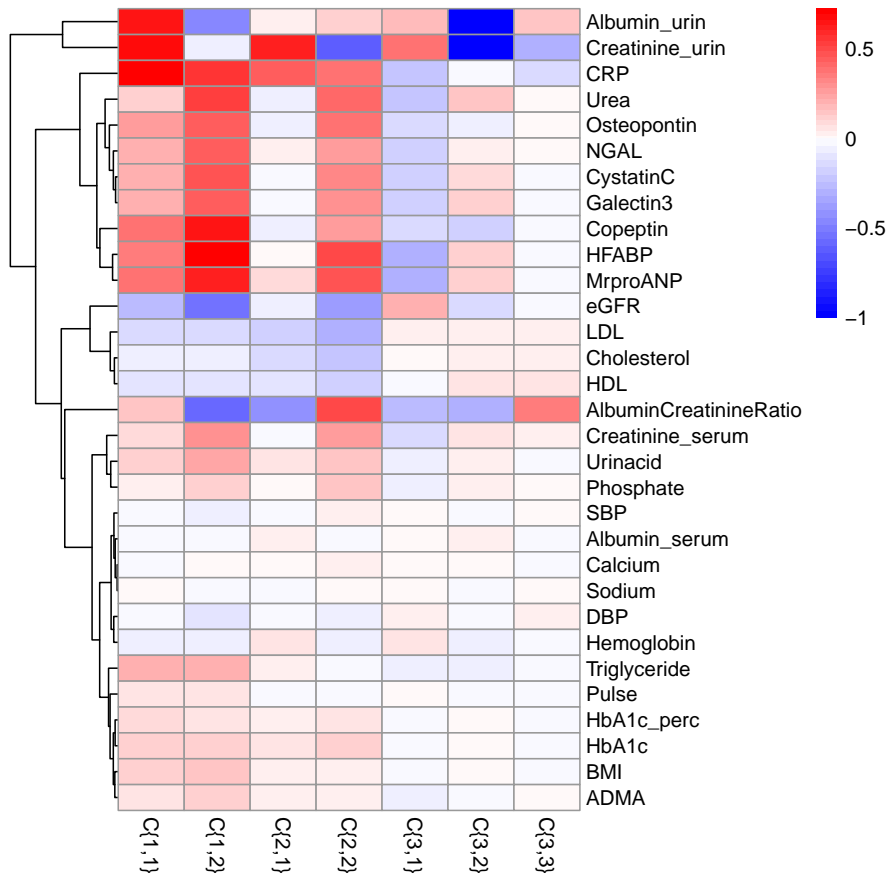 Albumin_urin
Creatinine_urin
CRP
Urea
Osteopontin
NGAL
CystatinC
Galectin3
Copeptin
HFABP
MrproANP
eGFR
LDL
Cholesterol
HDL
AlbuminCreatinineRatio
Creatinine_serum
Urinacid
Phosphate
SBP
Albumin_serum
Calcium
Sodium
DBP
Hemoglobin
Triglyceride
Pulse
HbA1c_perc
HbA1c
BMI
ADMA
C{1,1}
C{1,2}
C{2,1}
C{2,2}
C{3,1}
C{3,2}
C{3,3}
0.5
0
−0.5
−1